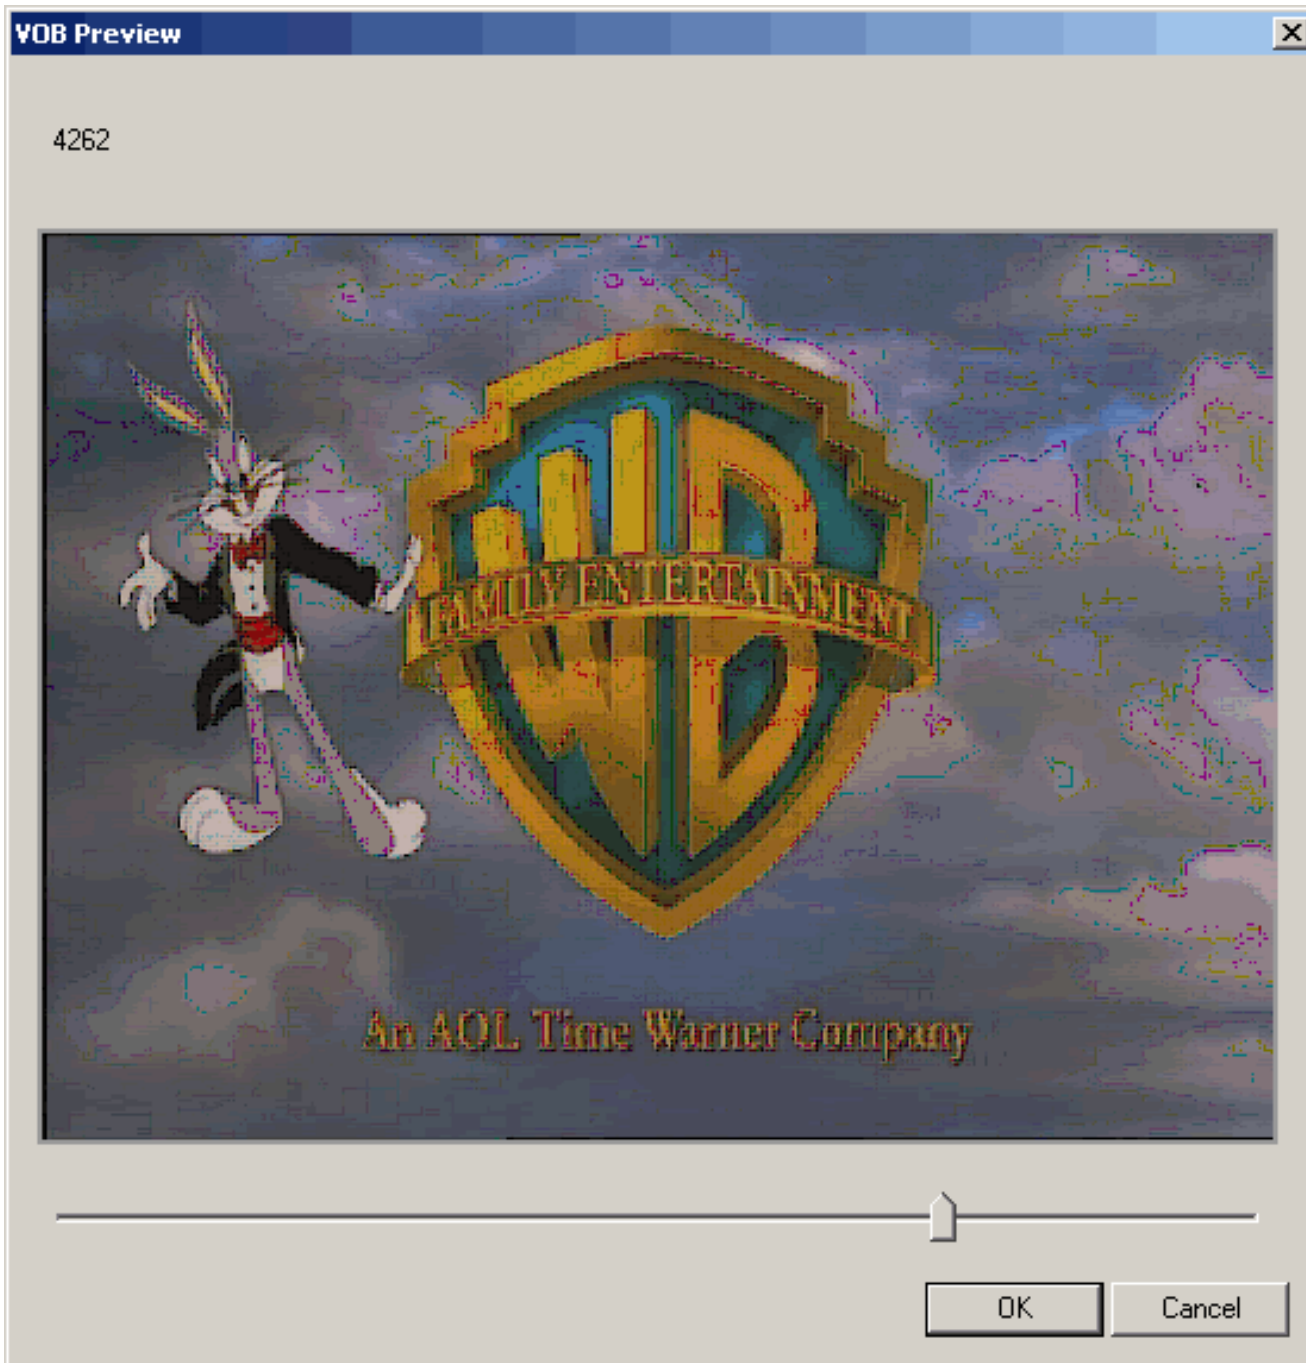 VOB Preview
4262
WB
FAMILY ENTERTAINMENT
An AOL Time Warner Company
OK
Cancel